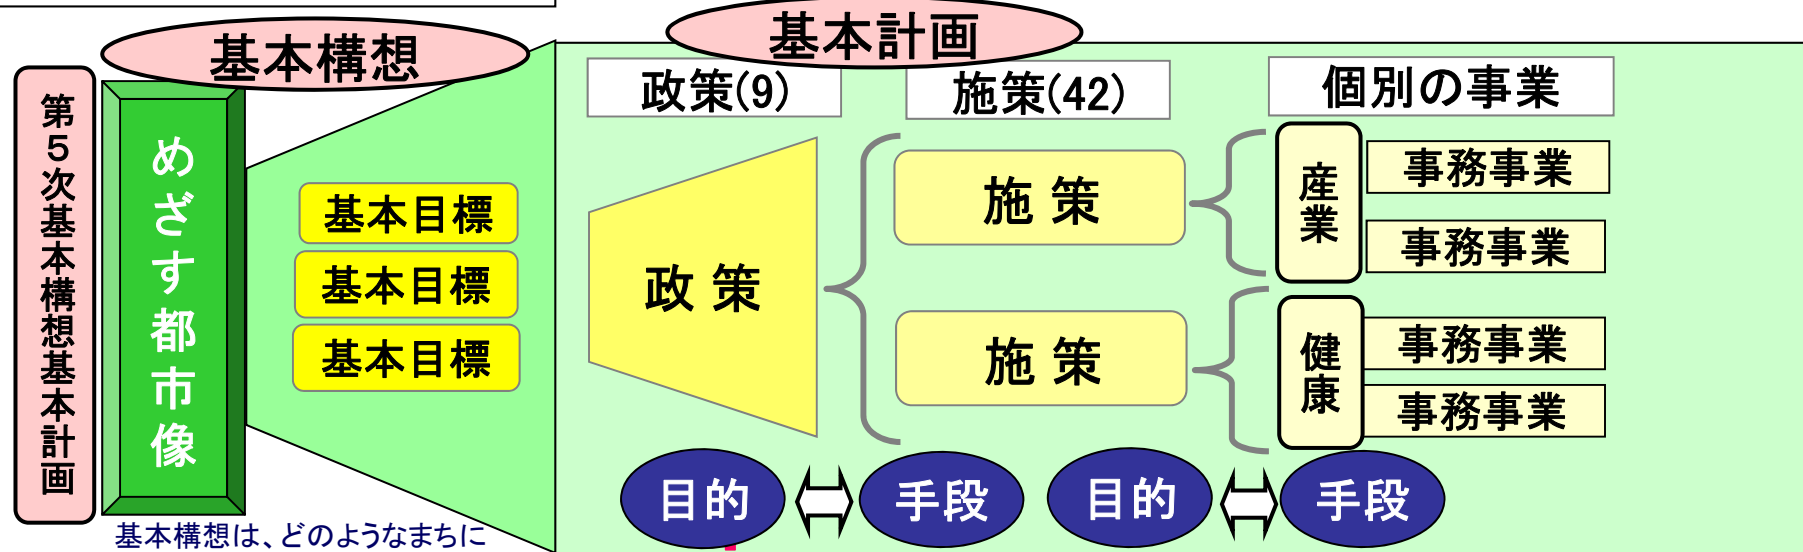 基本構想
基本計画
第5次基本構想基本計画
めざす都市像
基本目標
基本目標
基本目標
政策(9)
施策(42)
個別の事業
政 策
施 策
施 策
産業
事務事業
事務事業
健康
事務事業
事務事業
目的
手段
目的
手段
基本構想は、どのようなまちに